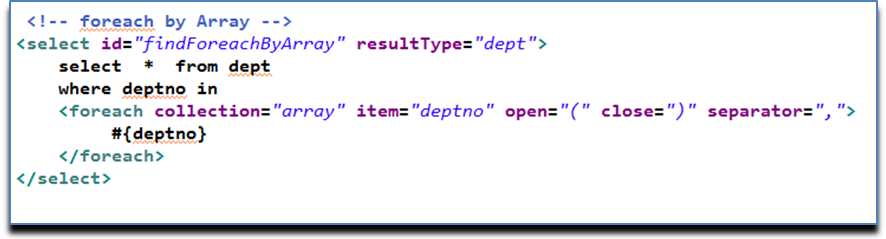 <!-- foreach by Array -->
<select id="findForeachByArray" resultType="dept">
select * from dept
where deptno in
<foreach collection="array" item="deptno" open="(" close=")" separator=",">
#{deptno}
</foreach>
</select>